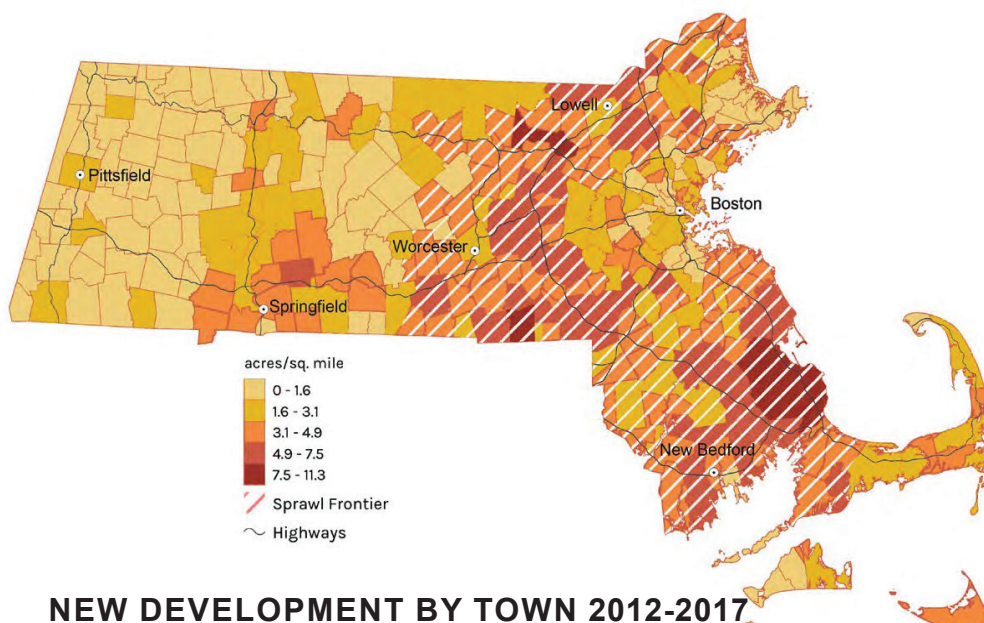 Lowell
Pittsfield
Boston
Worcester
Springfield
acres/sq. mile
0 - 1.6
1.6 - 3.1
3.1 - 4.9
4.9 - 7.5
7.5 - 11.3
Sprawl Frontier
Highways
New Bedford
NEW DEVELOPMENT BY TOWN 2012-2017